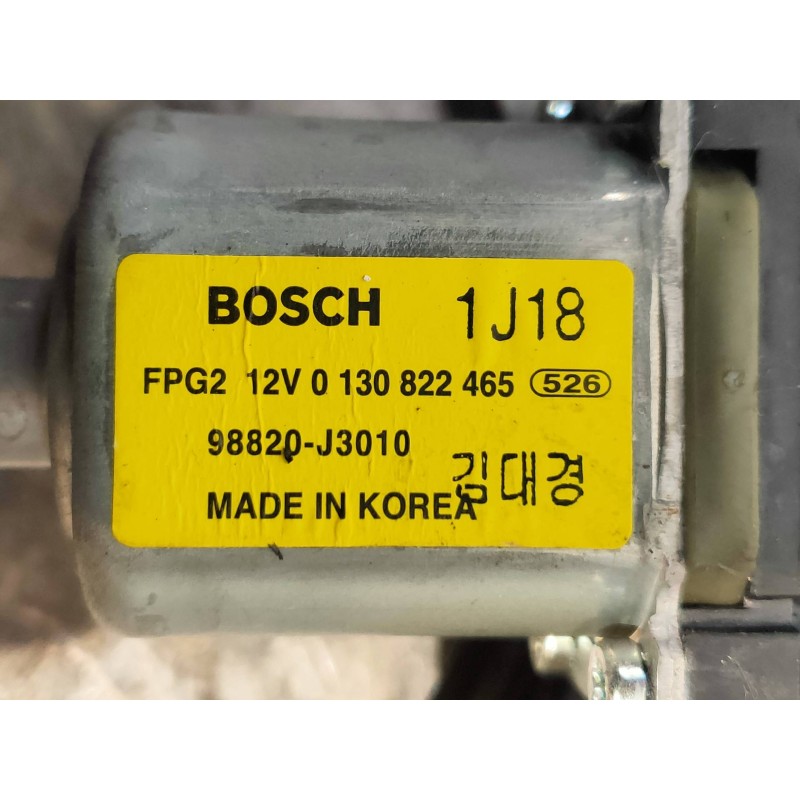 BOSCH 1J18
FPG2 12V 0 130 822 465 526
98820-J3010
MADE IN KOREA 김대경